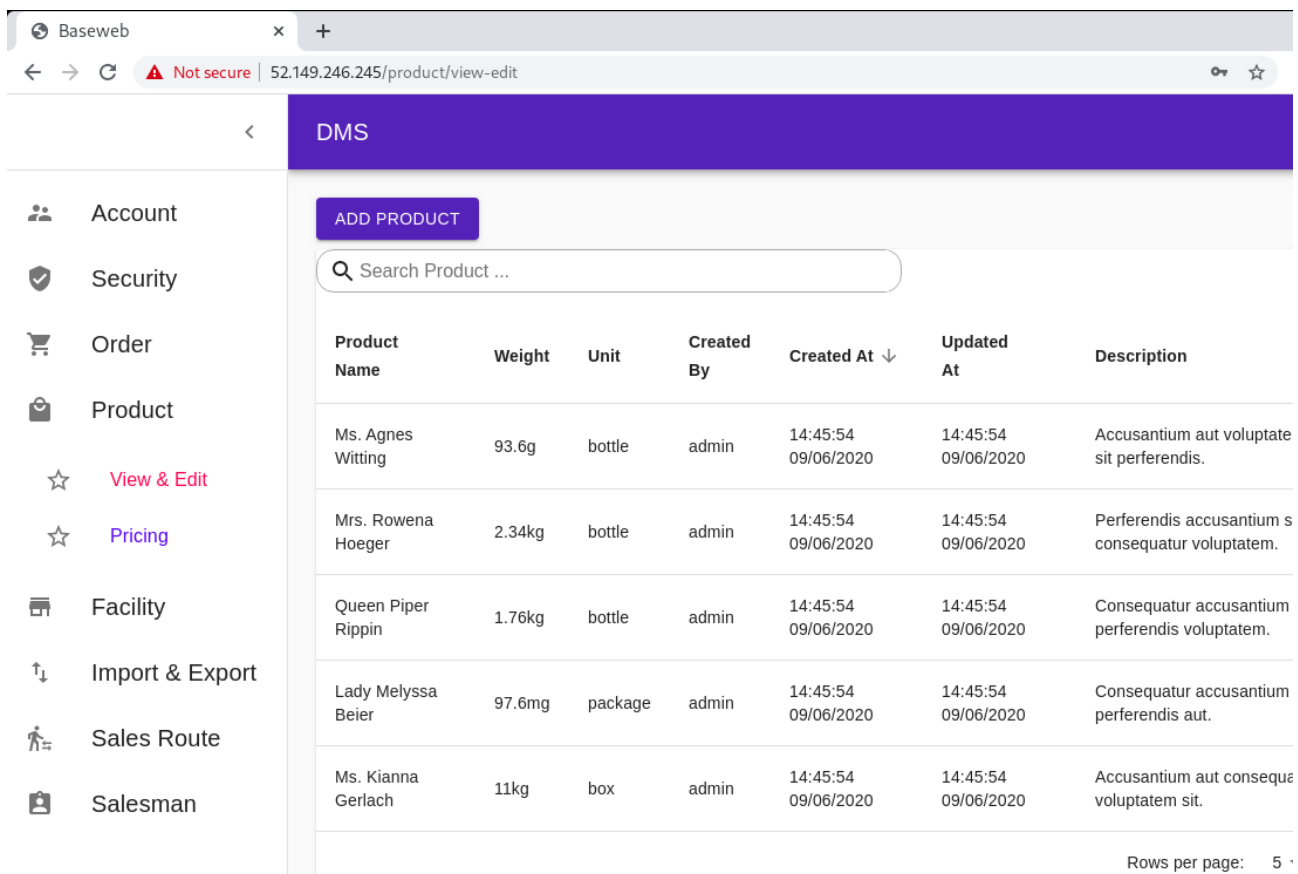 Baseweb
Not secure 52.149.246.245/product/view-edit
DMS
Account
Security
Order
Product
View & Edit
Pricing
Facility
Import & Export
Sales Route
Salesman
ADD PRODUCT
Search Product ...
Product Name Weight Unit Created By Created At Updated At Description
Ms. Agnes Witting 93.6g bottle admin 14:45:54 09/06/2020 14:45:54 09/06/2020 Accusantium aut voluptate sit perferendis.
Mrs. Rowena Hoeger 2.34kg bottle admin 14:45:54 09/06/2020 14:45:54 09/06/2020 Perferendis accusantium s consequatur voluptatem.
Queen Piper Rippin 1.76kg bottle admin 14:45:54 09/06/2020 14:45:54 09/06/2020 Consequatur accusantium perferendis voluptatem.
Lady Melyssa Beier 97.6mg package admin 14:45:54 09/06/2020 14:45:54 09/06/2020 Consequatur accusantium perferendis aut.
Ms. Kianna Gerlach 11kg box admin 14:45:54 09/06/2020 14:45:54 09/06/2020 Accusantium aut consequa voluptatem sit.
Rows per page: 5